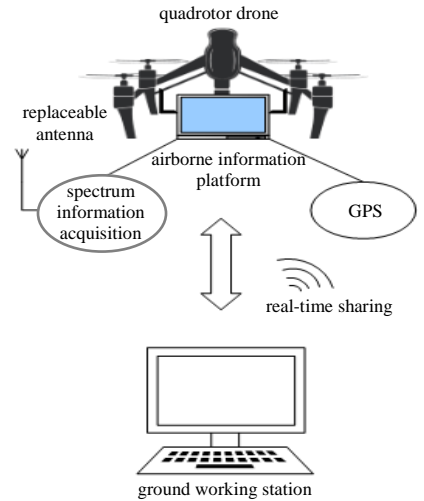 quadrotor drone
replaceable
antenna
airborne information
platform
spectrum
information
acquisition
GPS
real-time sharing
ground working station